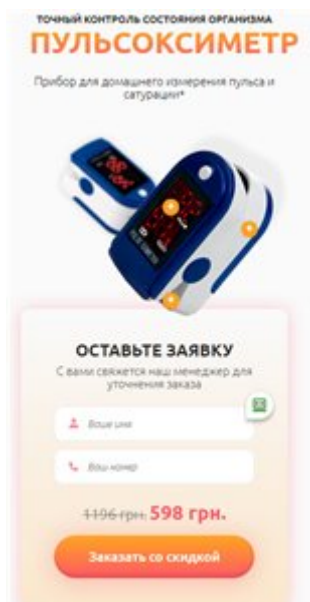 ТОЧНЫЙ КОНТРОЛЬ СОСТОЯНИЯ ОРГАНИЗМА
ПУЛЬСОКСИМЕТР
Прибор для домашнего измерения пульса и
сатурации*
ОСТАВЬТЕ ЗАЯВКУ
С вами свяжется наш менеджер для
уточнения заказа
Ваше имя
Ваш номер
1196 грн. 598 грн.
Заказать со скидкой